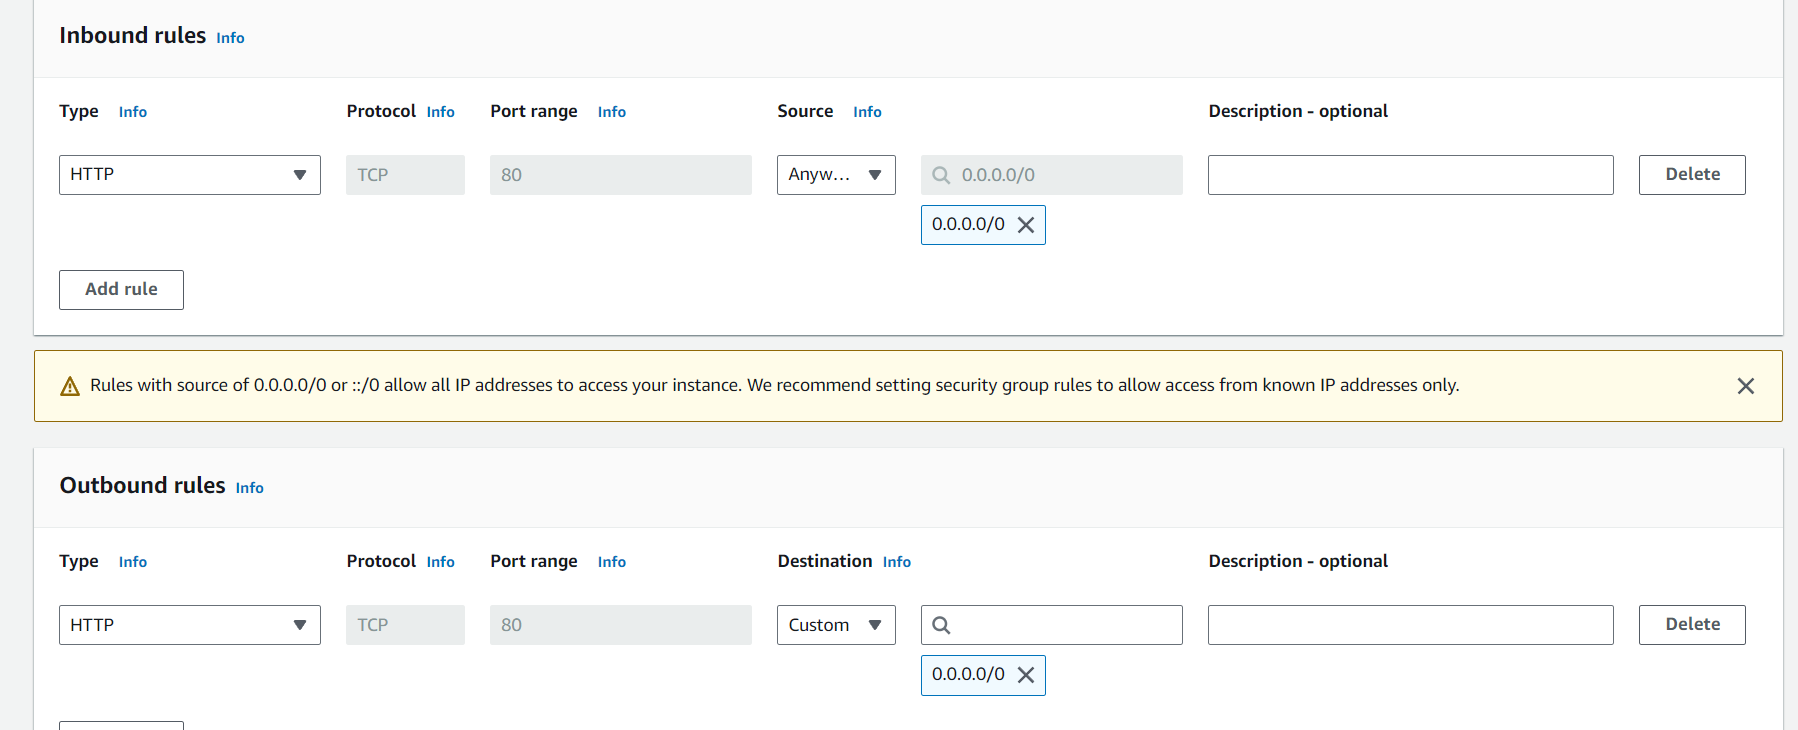 Inbound rules Info
Type Info Protocol Info Port range Info Source Info Description - optional
HTTP TCP 80 Anyw... 0.0.0.0/0 Delete
0.0.0.0/0
Add rule
Rules with source of 0.0.0.0/0 or ::/0 allow all IP addresses to access your instance. We recommend setting security group rules to allow access from known IP addresses only.
Outbound rules Info
Type Info Protocol Info Port range Info Destination Info Description - optional
HTTP TCP 80 Custom Delete
0.0.0.0/0